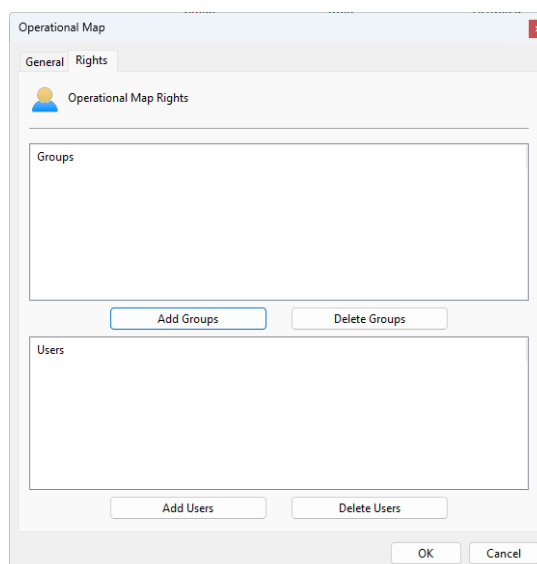 Operational Map
General Rights
Operational Map Rights
Groups
Add Groups Delete Groups
Users
Add Users Delete Users
OK Cancel